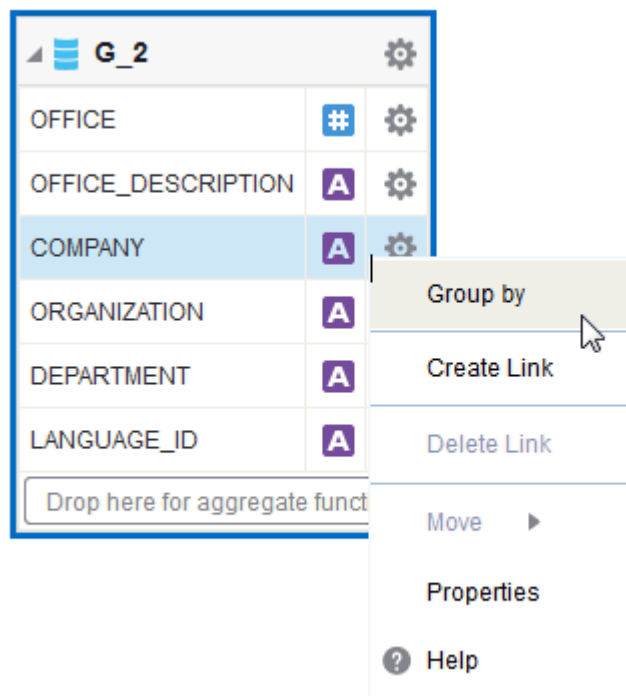 G_2
OFFICE #
OFFICE_DESCRIPTION A
COMPANY A
ORGANIZATION A
DEPARTMENT A
LANGUAGE_ID A
Drop here for aggregate funct
Group by
Create Link
Delete Link
Move
Properties
? Help